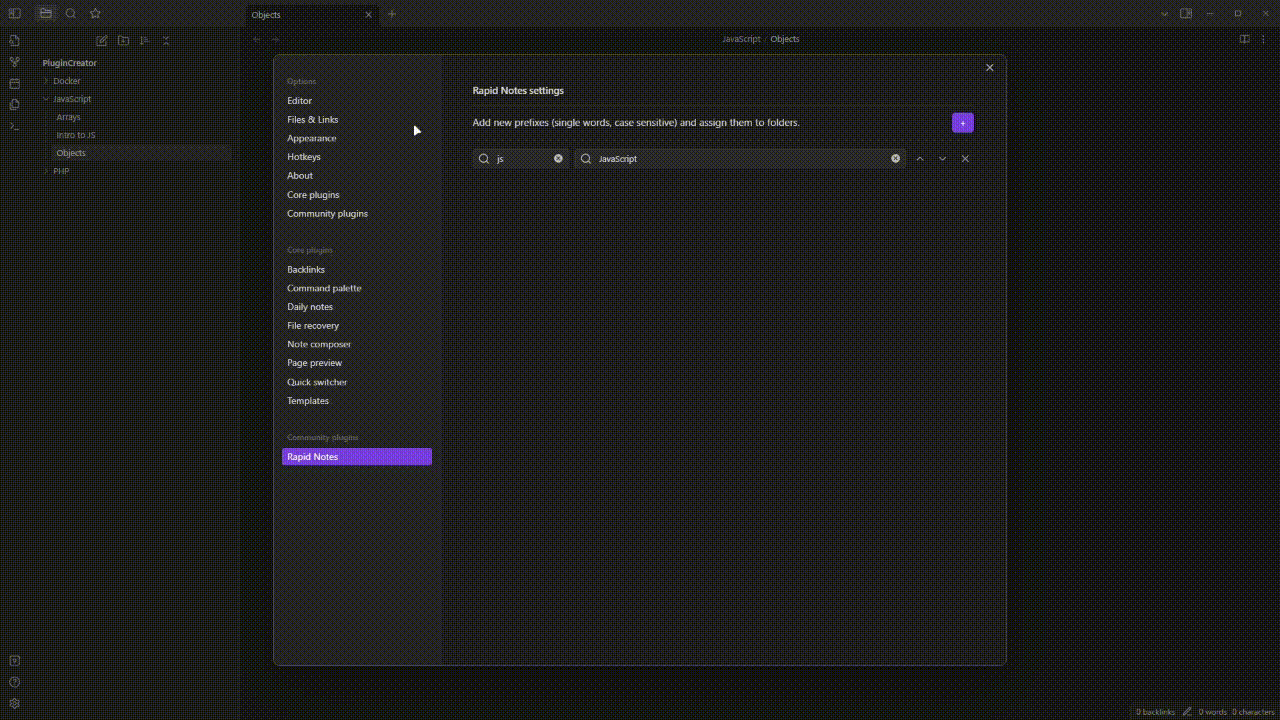 Objects
JavaScript / Objects
PluginCreator
Docker
JavaScript
Arrays
Intro to JS
Objects
PHP
Options
Editor
Files & Links
Appearance
Hotkeys
About
Core plugins
Community plugins
Core plugins
Backlinks
Command palette
Daily notes
File recovery
Note composer
Page preview
Quick switcher
Templates
Community plugins
Rapid Notes
Rapid Notes settings
Add new prefixes (single words, case sensitive) and assign them to folders.
+
js
JavaScript
0 backlinks 0 words 0 characters